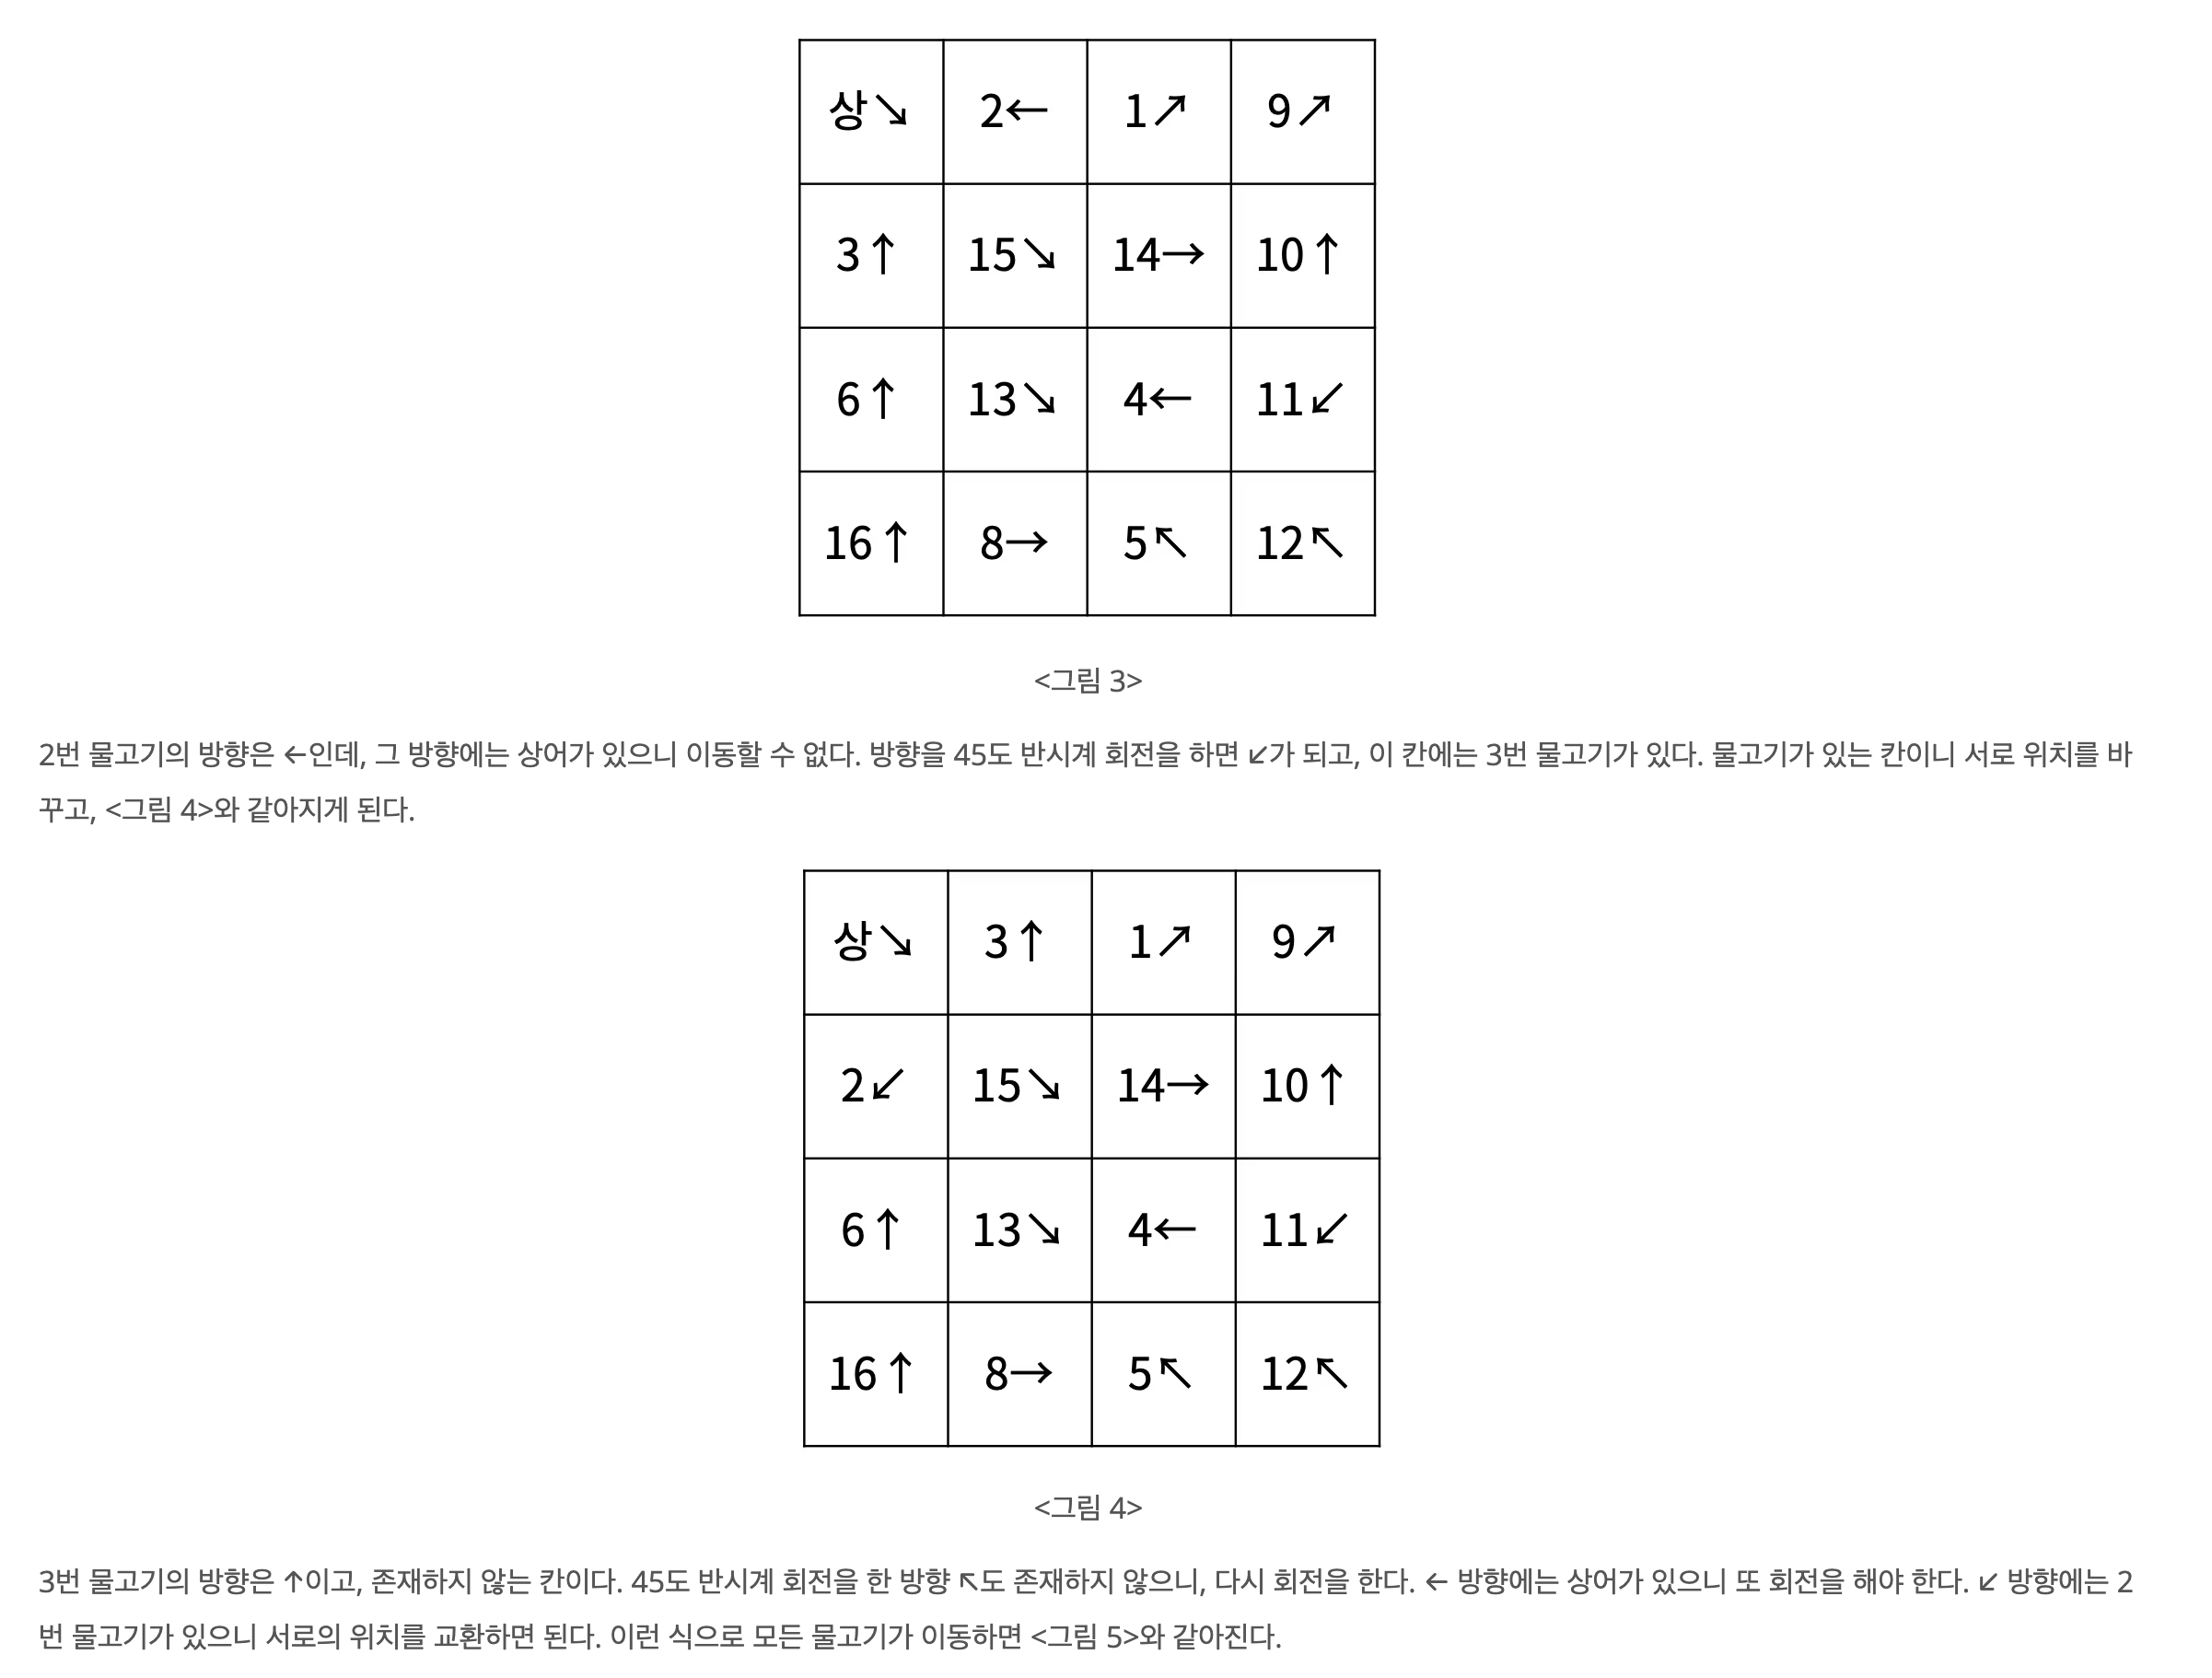 상↘ 2← 1↗ 9↗
3↑ 15↘ 14→ 10↑
6↑ 13↘ 4← 11↙
16↑ 8→ 5↖ 12↖
<그림 3>
2번 물고기의 방향은 ←인데, 그 방향에는 상어가 있으니 이동할 수 없다. 방향을 45도 반시계 회전을 하면 ↙가 되고, 이 칸에는 3번 물고기가 있다. 물고기가 있는 칸이니 서로 위치를 바
꾸고, <그림 4>와 같아지게 된다.
상↘ 3↑ 1↗ 9↗
2↙ 15↘ 14→ 10↑
6↑ 13↘ 4← 11↙
16↑ 8→ 5↖ 12↖
<그림 4>
3번 물고기의 방향은 ↑이고, 존재하지 않는 칸이다. 45도 반시계 회전을 한 방향 ↖도 존재하지 않으니, 다시 회전을 한다. ← 방향에는 상어가 있으니 또 회전을 해야 한다. ↙ 방향에는 2
번 물고기가 있으니 서로의 위치를 교환하면 된다. 이런 식으로 모든 물고기가 이동하면 <그림 5>와 같아진다.